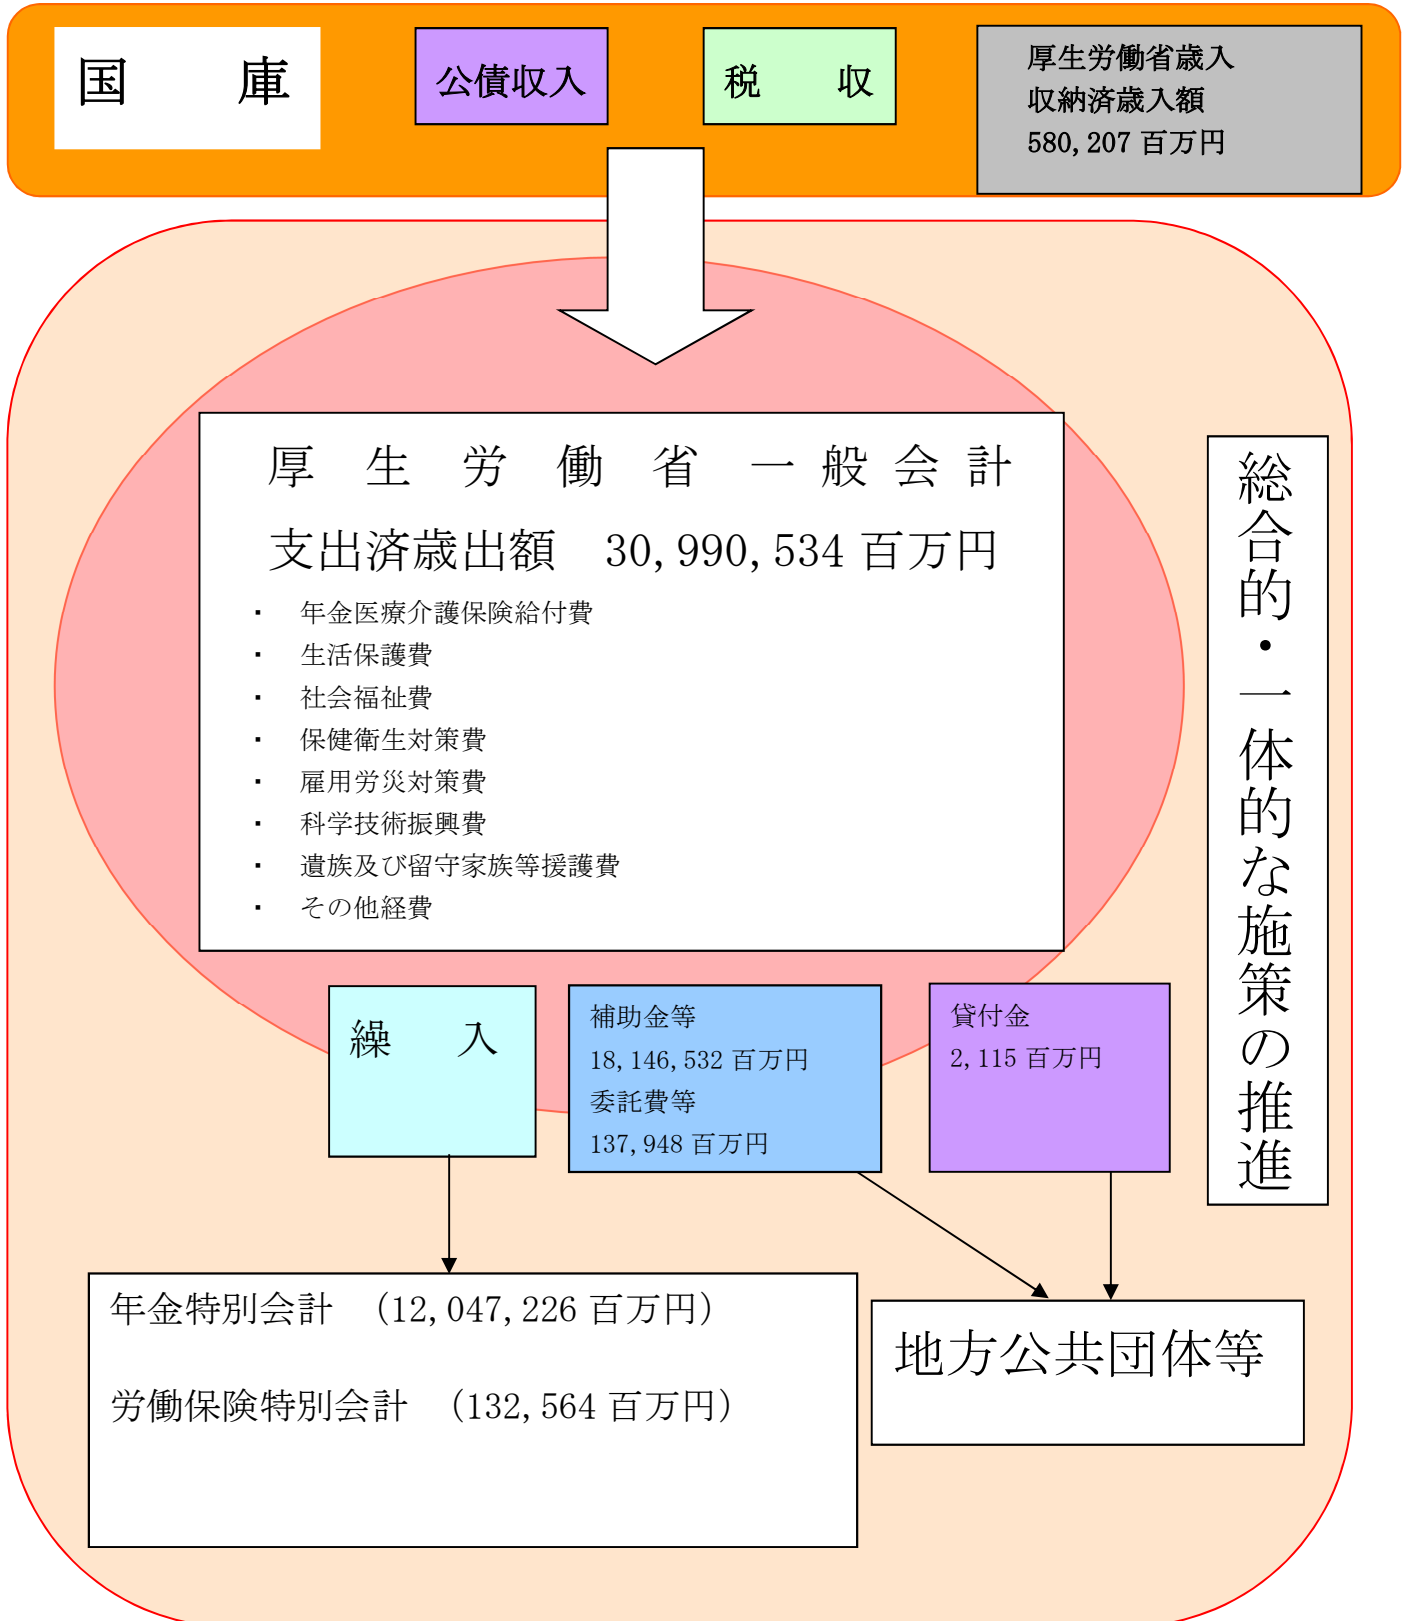 国　　庫
公債収入
税　　収
厚生労働省歳入
収納済歳入額
580,207 百万円
厚　生　労　働　省　一 般 会 計
支出済歳出額　30,990,534 百万円
・　年金医療介護保険給付費
・　生活保護費
・　社会福祉費
・　保健衛生対策費
・　雇用労災対策費
・　科学技術振興費
・　遺族及び留守家族等援護費
・　その他経費
総合的・一体的な施策の推進
繰　　入
補助金等
18,146,532 百万円
委託費等
137,948 百万円
貸付金
2,115 百万円
年金特別会計　（12,047,226 百万円）
労働保険特別会計　（132,564 百万円）
地方公共団体等